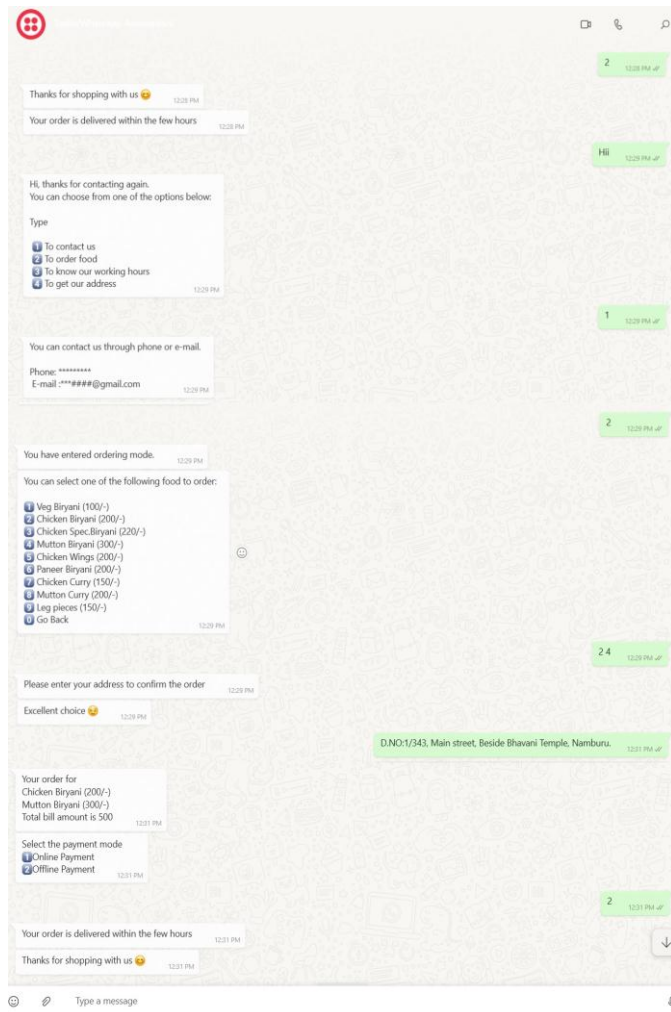 2 12:28 PM
Thanks for shopping with us 😊 12:28 PM
Your order is delivered within the few hours 12:28 PM
Hii 12:29 PM
Hi, thanks for contacting again.
You can choose from one of the options below:
Type
1 To contact us
2 To order food
3 To know our working hours
4 To get our address
12:29 PM
1 12:29 PM
You can contact us through phone or e-mail.
Phone: *********
E-mail :***####@gmail.com 12:29 PM
2 12:29 PM
You have entered ordering mode. 12:29 PM
You can select one of the following food to order:
1 Veg Biryani (100/-)
2 Chicken Biryani (200/-)
3 Chicken Spec.Biryani (220/-)
4 Mutton Biryani (300/-)
5 Chicken Wings (200/-)
6 Paneer Biryani (200/-)
7 Chicken Curry (150/-)
8 Mutton Curry (200/-)
9 Leg pieces (150/-)
0 Go Back
12:29 PM
2 4 12:29 PM
Please enter your address to confirm the order 12:29 PM
Excellent choice 😉 12:29 PM
D.NO:1/343, Main street, Beside Bhavani Temple, Namburu. 12:31 PM
Your order for
Chicken Biryani (200/-)
Mutton Biryani (300/-)
Total bill amount is 500 12:31 PM
Select the payment mode
1Online Payment
2Offline Payment 12:31 PM
2 12:31 PM
Your order is delivered within the few hours 12:31 PM
Thanks for shopping with us 😊 12:31 PM
Type a message